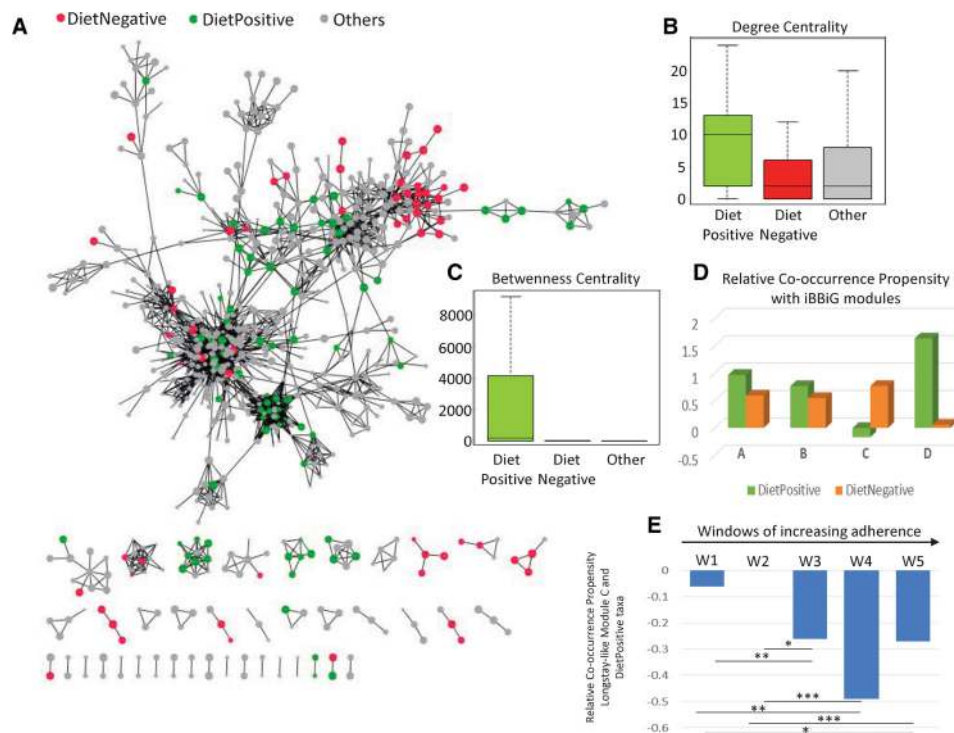 A
DietNegative DietPositive Others
B
Degree Centrality
20
15
10
5
0
Diet Positive
Diet Negative
Other
C
Betwenness Centrality
8000
6000
4000
2000
0
Diet Positive
Diet Negative
Other
D
Relative Co-occurrence Propensity
with iBBiG modules
2
1.5
1
0.5
0
-0.5
A B C D
DietPositive DietNegative
E
Windows of increasing adherence
W1 W2 W3 W4 W5
Relative Co-occurrence Propensity
Longstay-like Module C and
DietPositive taxa
0
-0.1
-0.2
-0.3
-0.4
-0.5
-0.6
*
**
***
**
***
*